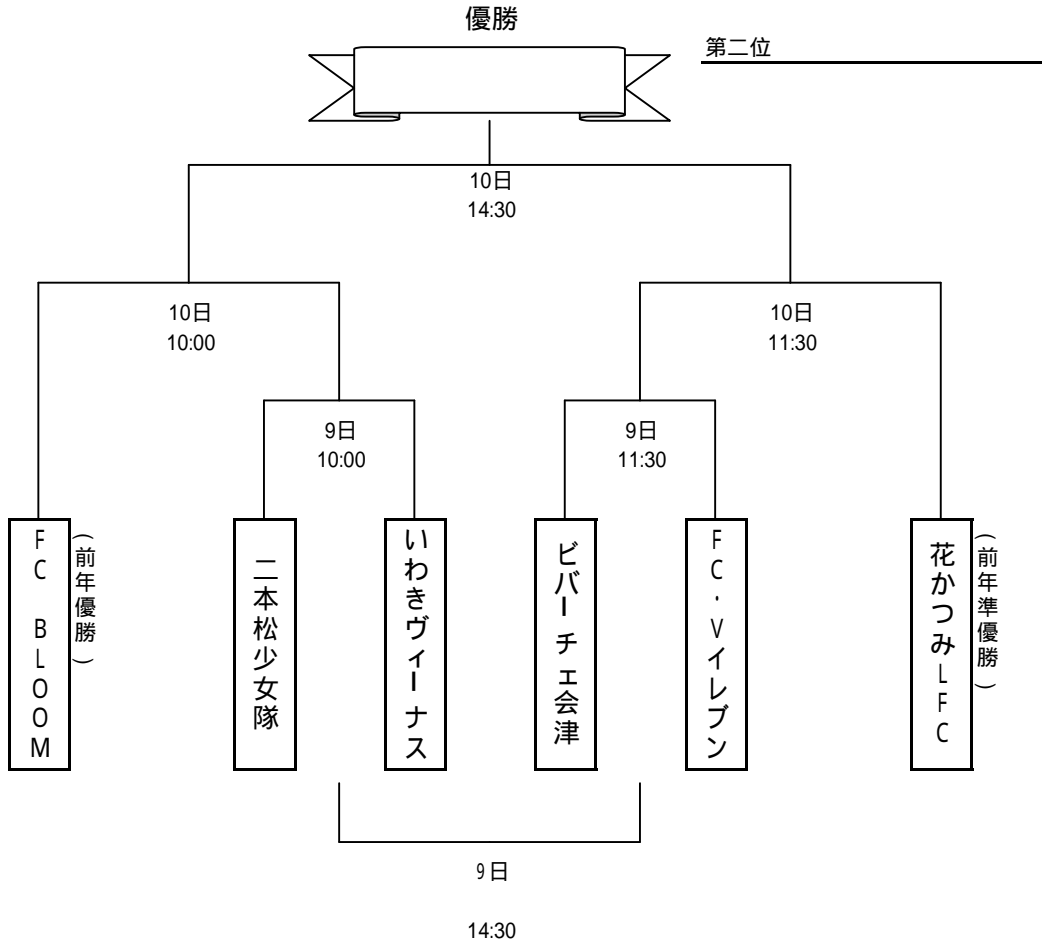 優勝
第二位
10日
14:30
10日
10:00
10日
11:30
9日
10:00
9日
11:30
FC BLOOM
(前年優勝)
二本松少女隊
いわきヴィーナス
ビバーチェ会津
FC・Vイレブン
花かつみLFC
(前年準優勝)
9日
14:30